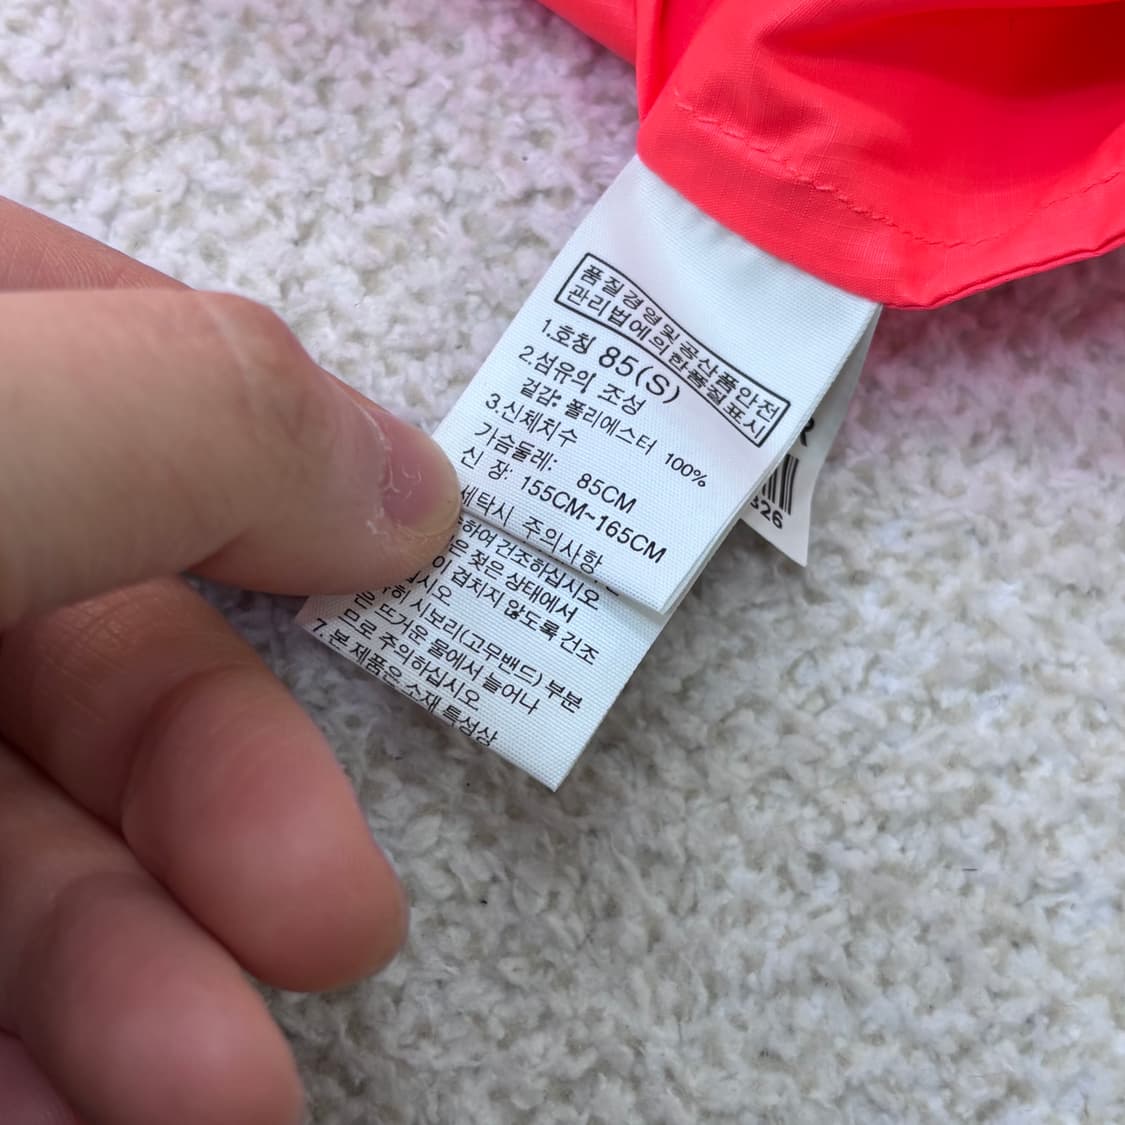 품질경영및공산품안전
관리법에의한품질표시
1.호칭 85(S)
2.섬유의 조성
겉감: 폴리에스터 100%
3.신체치수
가슴둘레: 85CM
신 장: 155CM~165CM
세탁시 주의사항
하여 건조하십시오
은 젖은 상태에서
이 겹치지 않도록 건조
십시오
시보리(고무밴드) 부분
은 뜨거운 물에서 늘어나
므로 주의하십시오
7. 본 제품은 소재 특성상
326